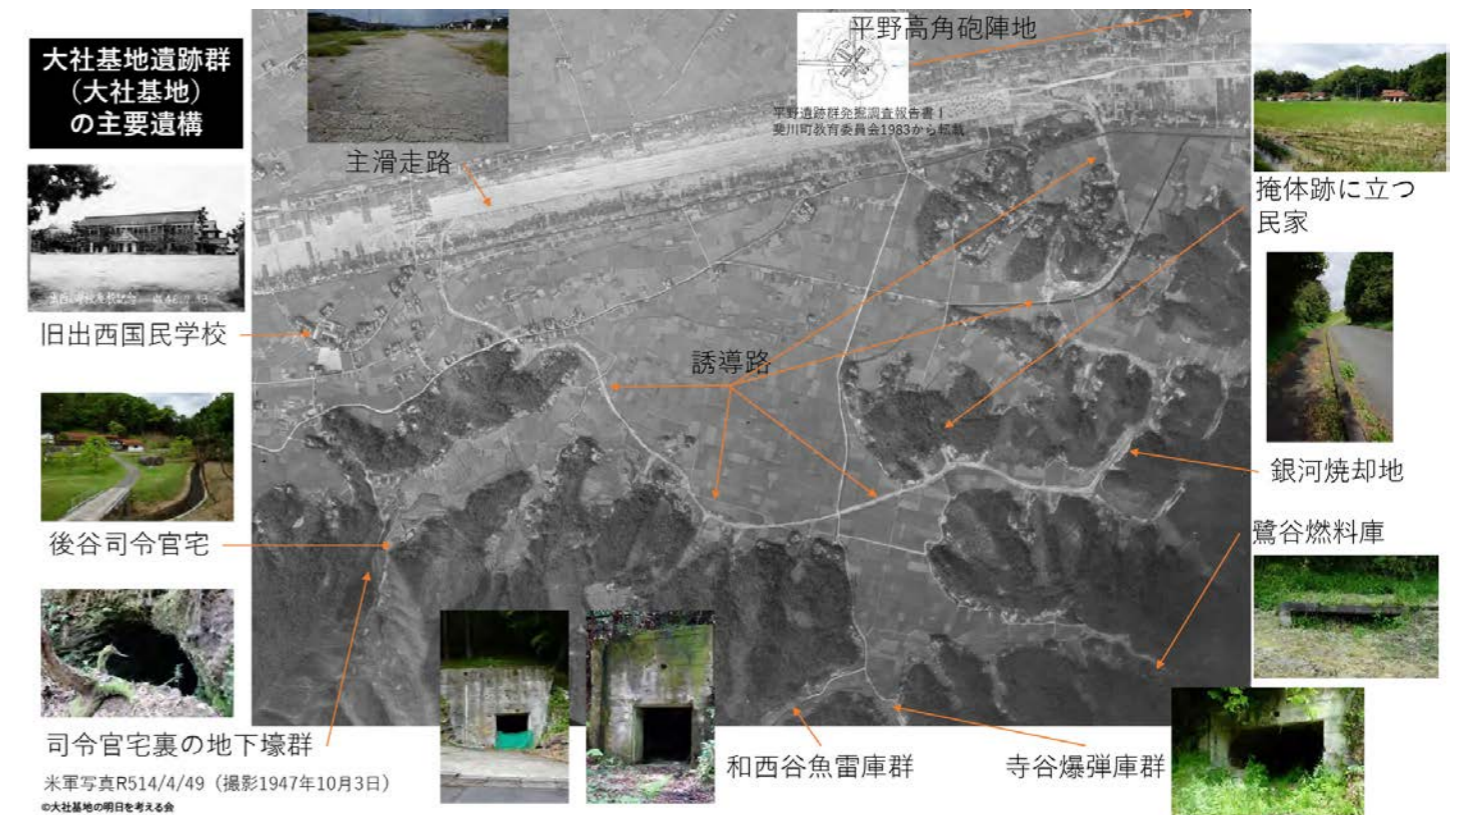 大社基地遺跡群
(大社基地)
の主要遺構
主滑走路
平野高角砲陣地
平野遺跡群発掘調査報告書Ⅰ、
斐川町教育委員会1983から転載
掩体跡に立つ
民家
旧出西国民学校
誘導路
銀河焼却地
後谷司令官宅
鷺谷燃料庫
司令官宅裏の地下壕群
和西谷魚雷庫群
寺谷爆弾庫群
米軍写真R514/4/49(撮影1947年10月3日)
©大社基地の明日を考える会